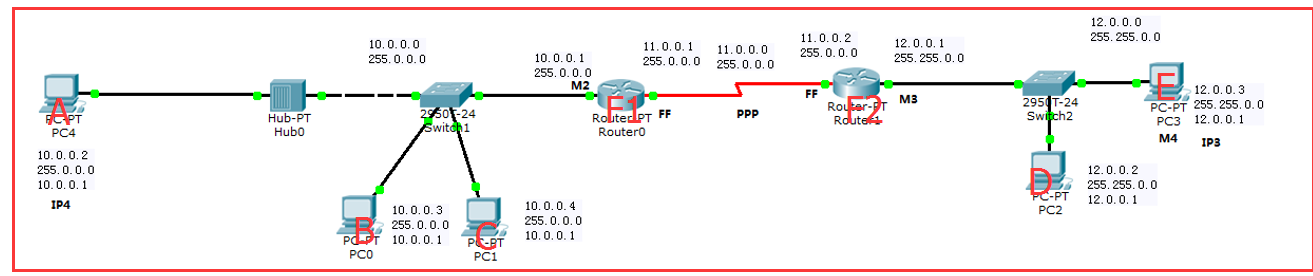 A
PC-PT
PC4
10.0.0.2
255.0.0.0
10.0.0.1
IP4
Hub-PT
Hub0
10.0.0.0
255.0.0.0
2950T-24
Switch1
B
PC-PT
PC0
10.0.0.3
255.0.0.0
10.0.0.1
C
PC-PT
PC1
10.0.0.4
255.0.0.0
10.0.0.1
10.0.0.1
255.0.0.0
M2
F1
Router-PT
Router0
11.0.0.1
255.0.0.0
FF
11.0.0.0
255.0.0.0
PPP
11.0.0.2
255.0.0.0
FF
F2
Router-PT
Router1
12.0.0.1
255.255.0.0
M3
2950T-24
Switch2
12.0.0.0
255.255.0.0
E
PC-PT
PC3
M4
12.0.0.3
255.255.0.0
12.0.0.1
IP3
D
PC-PT
PC2
12.0.0.2
255.255.0.0
12.0.0.1